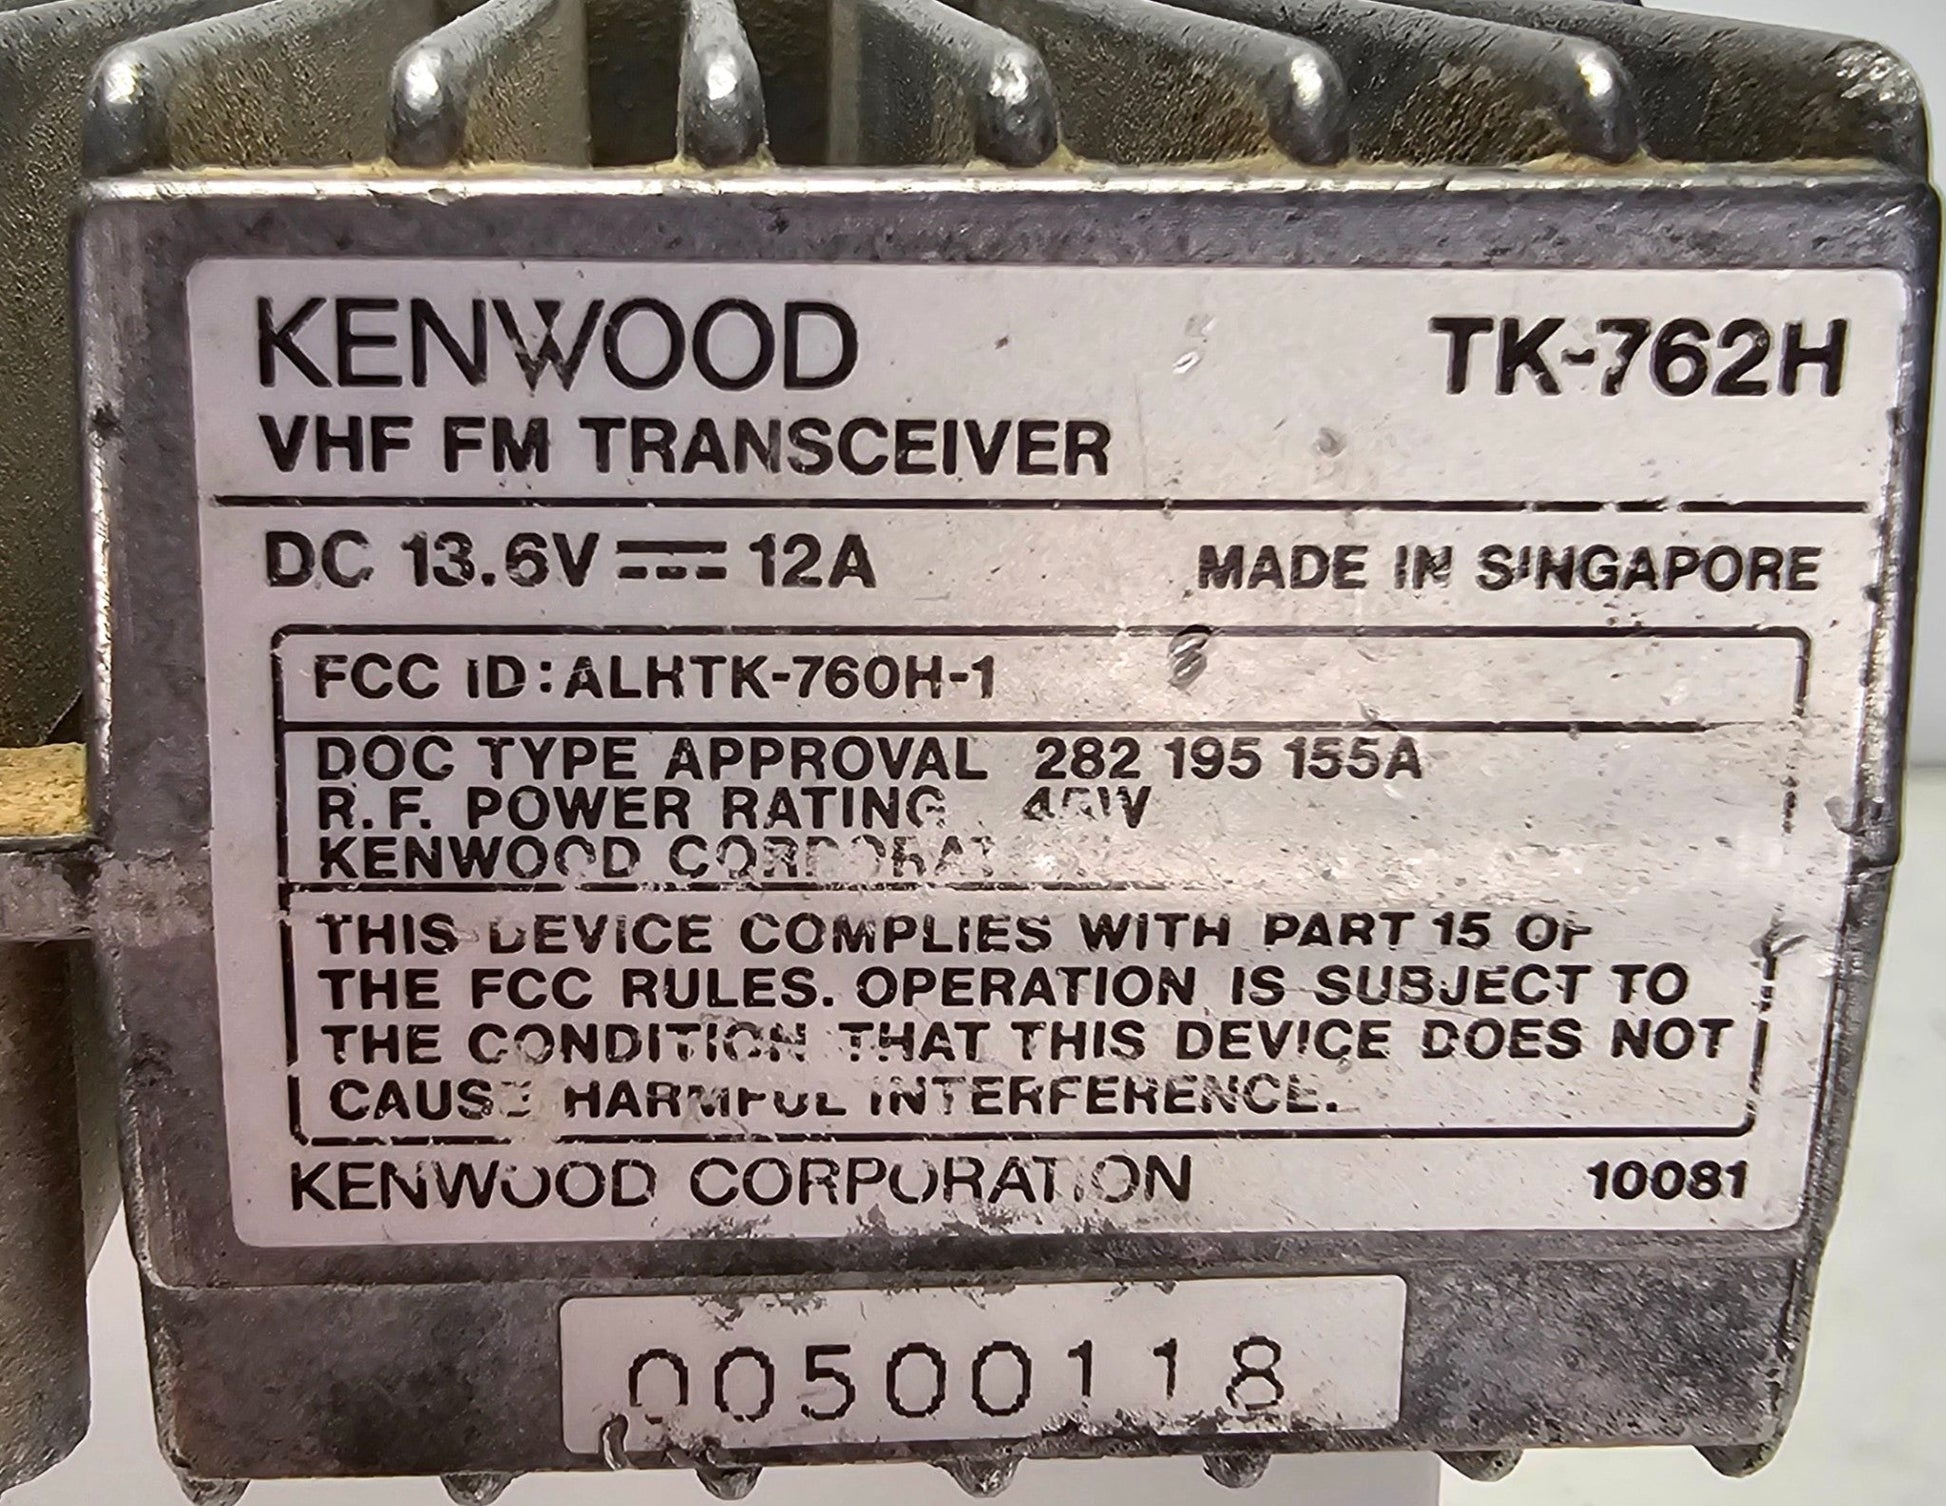 KENWOOD TK-762H
VHF FM TRANSCEIVER
DC 13.6V ⎓ 12A MADE IN SINGAPORE
FCC ID:ALHTK-760H-1
DOC TYPE APPROVAL 282 195 155A
R.F. POWER RATING 45W
KENWOOD CORPORAT
THIS DEVICE COMPLIES WITH PART 15 OF
THE FCC RULES. OPERATION IS SUBJECT TO
THE CONDITION THAT THIS DEVICE DOES NOT
CAUSE HARMFUL INTERFERENCE.
KENWOOD CORPORATION 10081
00500118